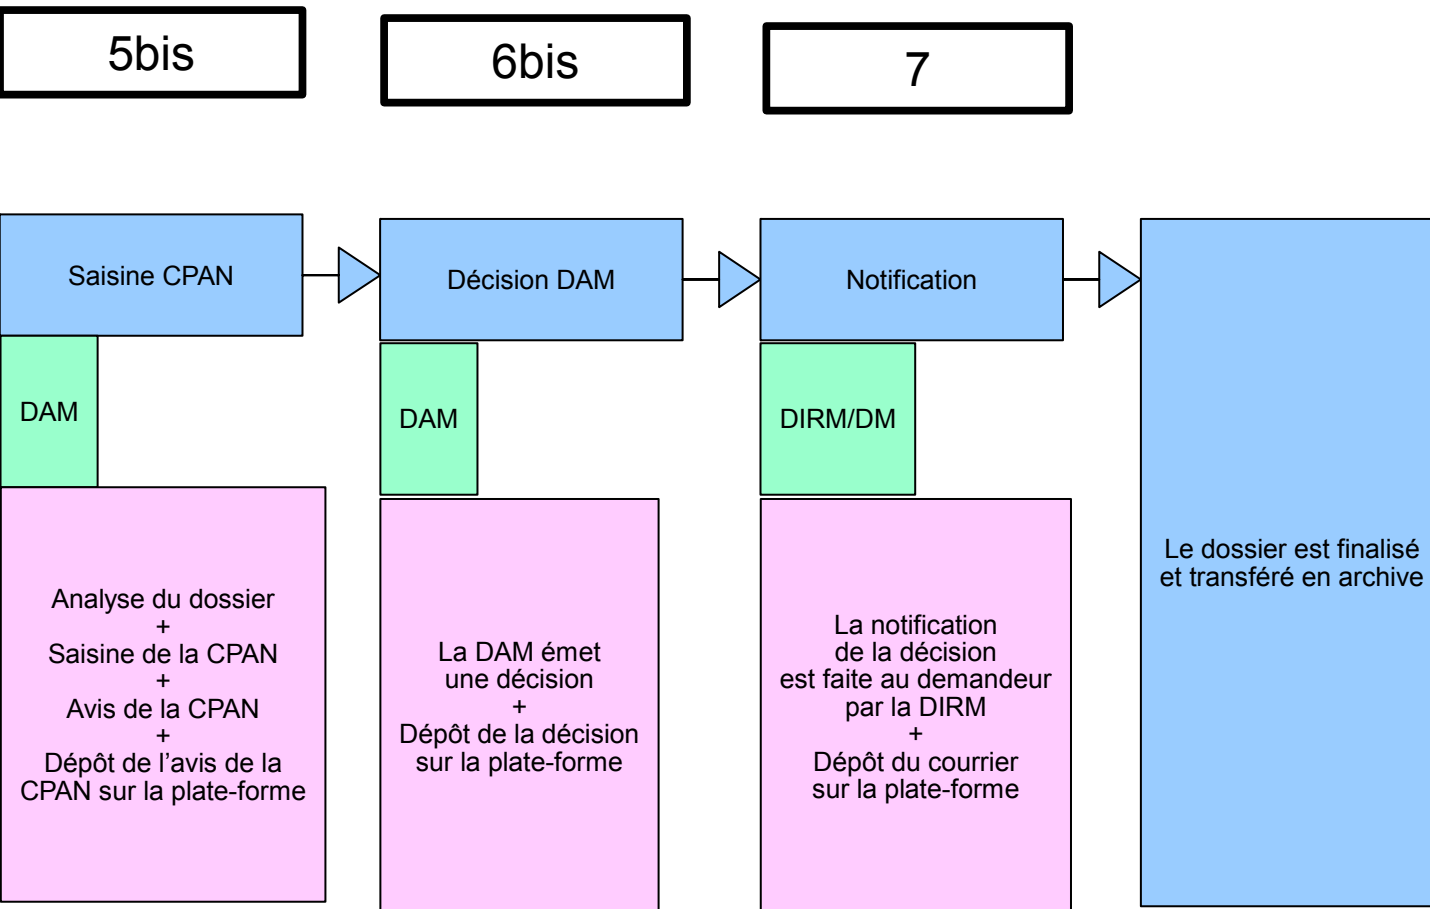 5bis
6bis
7
Saisine CPAN
Décision DAM
Notification
DAM
DAM
DIRM/DM
Analyse du dossier
+
Saisine de la CPAN
+
Avis de la CPAN
+
Dépôt de l’avis de la
CPAN sur la plate-forme
La DAM émet
une décision
+
Dépôt de la décision
sur la plate-forme
La notification
de la décision
est faite au demandeur
par la DIRM
+
Dépôt du courrier
sur la plate-forme
Le dossier est finalisé
et transféré en archive